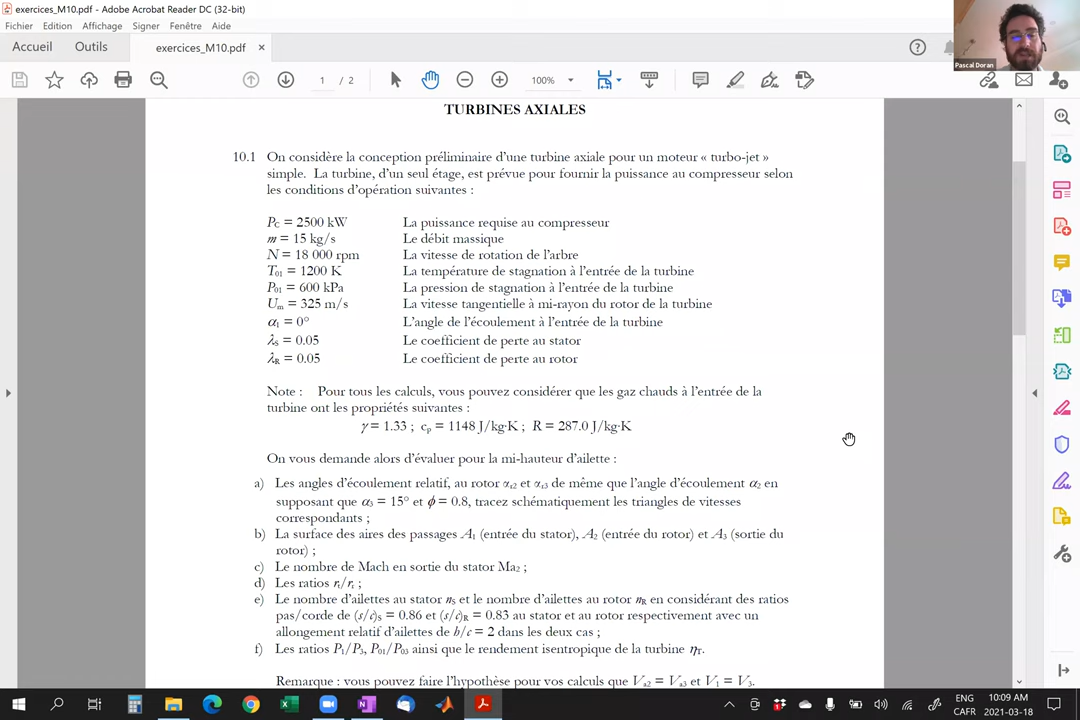 exercices_M10.pdf - Adobe Acrobat Reader DC (32-bit)
Fichier Edition Affichage Signer Fenêtre Aide
Accueil Outils exercices_M10.pdf ×
1 / 2 100%
Pascal Doran
TURBINES AXIALES
10.1 On considère la conception préliminaire d'une turbine axiale pour un moteur « turbo-jet »
simple. La turbine, d'un seul étage, est prévue pour fournir la puissance au compresseur selon
les conditions d'opération suivantes :
PC = 2500 kW La puissance requise au compresseur
m = 15 kg/s Le débit massique
N = 18 000 rpm La vitesse de rotation de l'arbre
T01 = 1200 K La température de stagnation à l'entrée de la turbine
P01 = 600 kPa La pression de stagnation à l'entrée de la turbine
Um = 325 m/s La vitesse tangentielle à mi-rayon du rotor de la turbine
α1 = 0° L'angle de l'écoulement à l'entrée de la turbine
λS = 0.05 Le coefficient de perte au stator
λR = 0.05 Le coefficient de perte au rotor
Note : Pour tous les calculs, vous pouvez considérer que les gaz chauds à l'entrée de la
turbine ont les propriétés suivantes :
γ = 1.33 ; cp = 1148 J/kg·K ; R = 287.0 J/kg·K
On vous demande alors d'évaluer pour la mi-hauteur d'ailette :
a) Les angles d'écoulement relatif, au rotor αr2 et αr3 de même que l'angle d'écoulement α2 en
supposant que α3 = 15° et ϕ = 0.8, tracez schématiquement les triangles de vitesses
correspondants ;
b) La surface des aires des passages A1 (entrée du stator), A2 (entrée du rotor) et A3 (sortie du
rotor) ;
c) Le nombre de Mach en sortie du stator Ma2 ;
d) Les ratios rt/rr ;
e) Le nombre d'ailettes au stator nS et le nombre d'ailettes au rotor nR en considérant des ratios
pas/corde de (s/c)S = 0.86 et (s/c)R = 0.83 au stator et au rotor respectivement avec un
allongement relatif d'ailettes de h/c = 2 dans les deux cas ;
f) Les ratios P1/P3, P01/P03 ainsi que le rendement isentropique de la turbine ηT.
Remarque : vous pouvez faire l'hypothèse pour vos calculs que Va2 = Va3 et V1 = V3.
ENG
CAFR
10:09 AM
2021-03-18